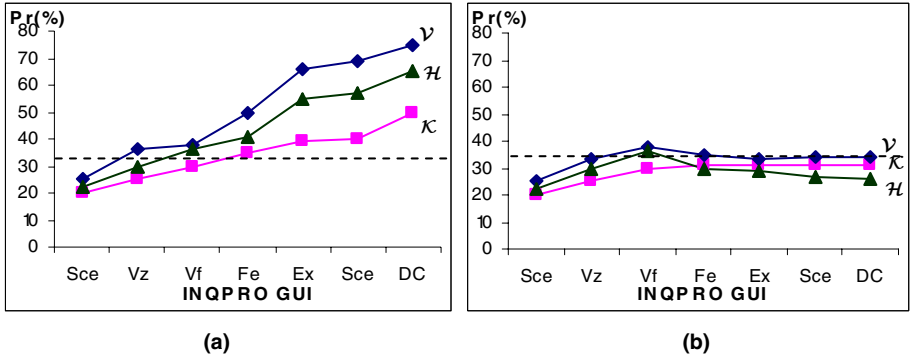 Pr(%)
80
70
60
50
40
30
20
10
0
𝒱
ℋ
𝒦
Sce Vz Vf Fe Ex Sce DC
INQPRO GUI
(a)
Pr(%)
80
70
60
50
40
30
20
10
0
𝒱
𝒦
ℋ
Sce Vz Vf Fe Ex Sce DC
INQPRO GUI
(b)